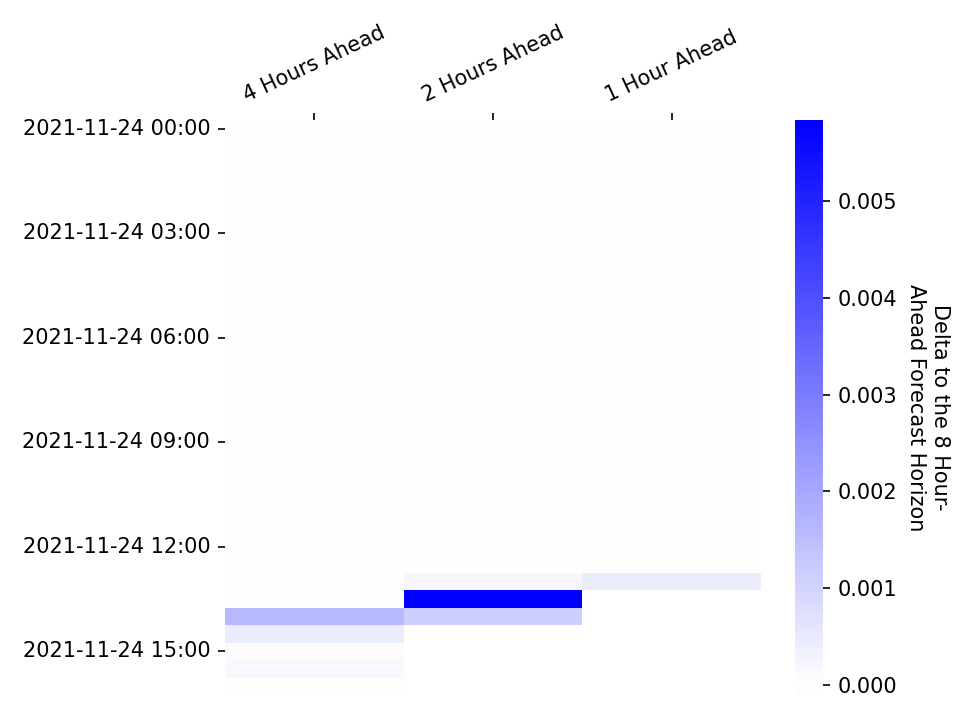 4 Hours Ahead
2 Hours Ahead
1 Hour Ahead
2021-11-24 00:00
2021-11-24 03:00
2021-11-24 06:00
2021-11-24 09:00
2021-11-24 12:00
2021-11-24 15:00
0.005
0.004
0.003
0.002
0.001
0.000
Delta to the 8 Hour-
Ahead Forecast Horizon